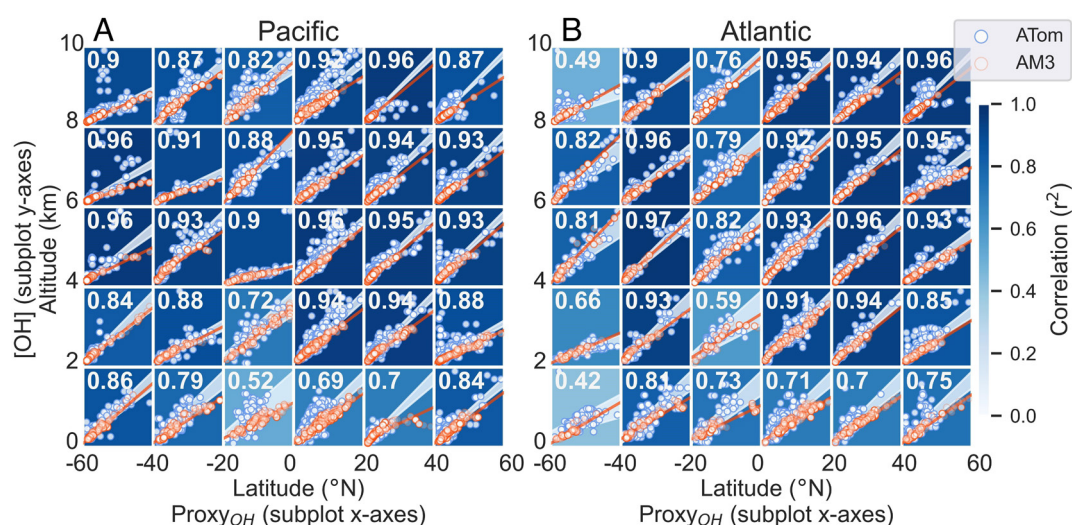 A Pacific
B Atlantic
ATom
AM3
10
0.9 0.87 0.82 0.92 0.96 0.87
0.49 0.9 0.76 0.95 0.94 0.96
8
0.96 0.91 0.88 0.95 0.94 0.93
0.82 0.96 0.79 0.92 0.95 0.95
6
0.96 0.93 0.9 0.96 0.95 0.93
0.81 0.97 0.82 0.93 0.96 0.93
4
0.84 0.88 0.72 0.94 0.94 0.88
0.66 0.93 0.59 0.91 0.94 0.85
2
0.86 0.79 0.52 0.69 0.7 0.84
0.42 0.81 0.73 0.71 0.7 0.75
0
[OH] (subplot y-axes)
Altitude (km)
-60 -40 -20 0 20 40 60
Latitude (°N)
Proxy_OH (subplot x-axes)
-60 -40 -20 0 20 40 60
Latitude (°N)
Proxy_OH (subplot x-axes)
1.0
0.8
0.6
0.4
0.2
0.0
Correlation (r²)